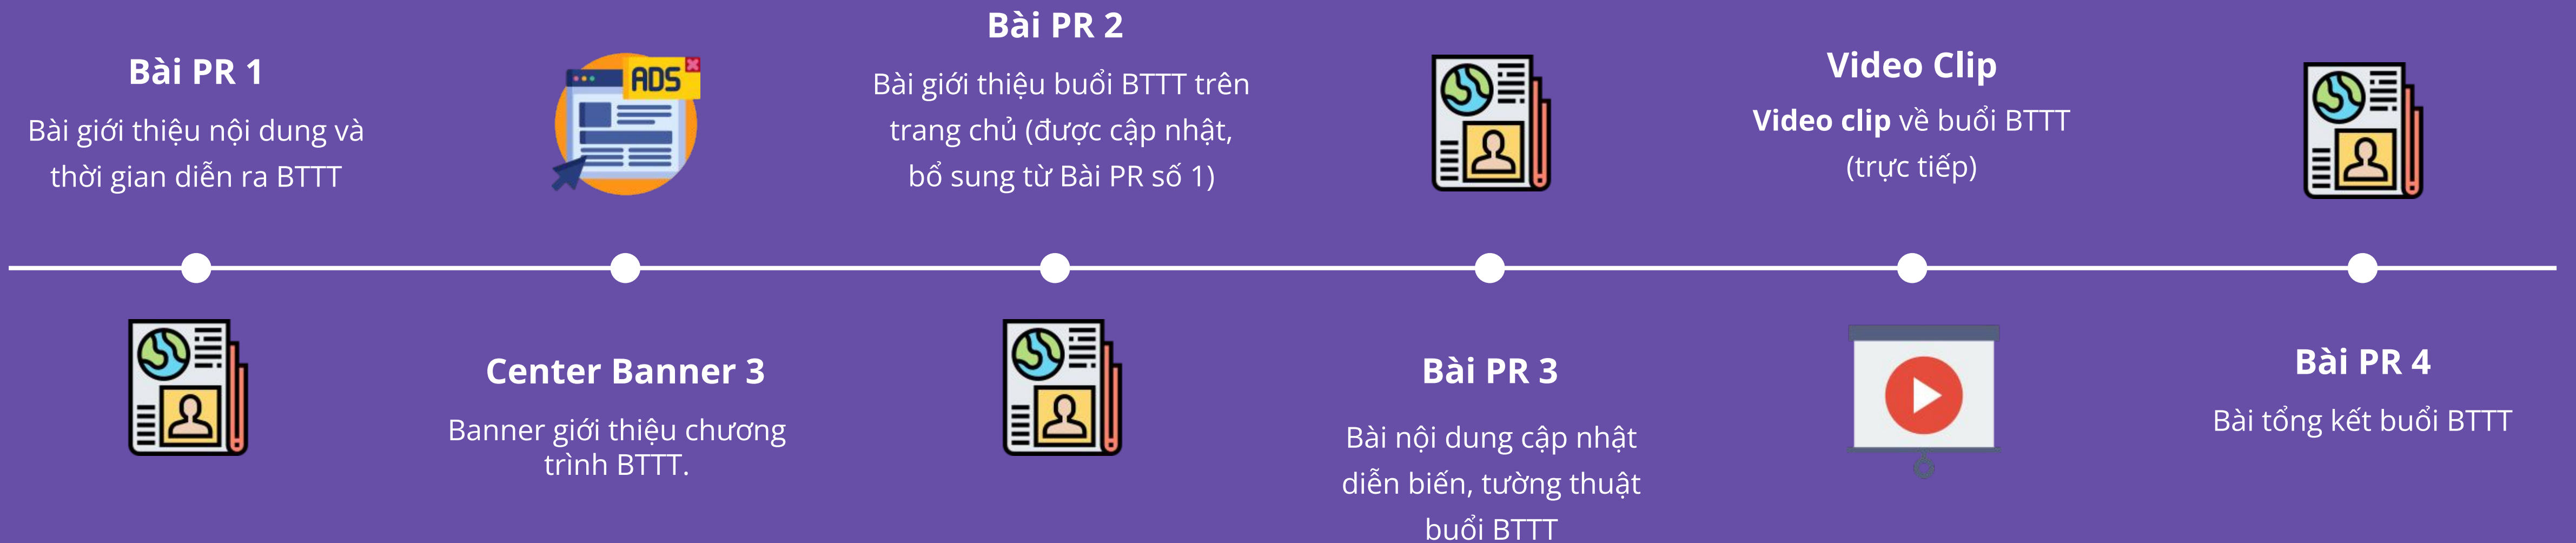 Bài PR 1
Bài giới thiệu nội dung và
thời gian diễn ra BTTT
ADS
Center Banner 3
Banner giới thiệu chương
trình BTTT.
Bài PR 2
Bài giới thiệu buổi BTTT trên
trang chủ (được cập nhật,
bổ sung từ Bài PR số 1)
Bài PR 3
Bài nội dung cập nhật
diễn biến, tường thuật
buổi BTTT
Video Clip
Video clip về buổi BTTT
(trực tiếp)
Bài PR 4
Bài tổng kết buổi BTTT